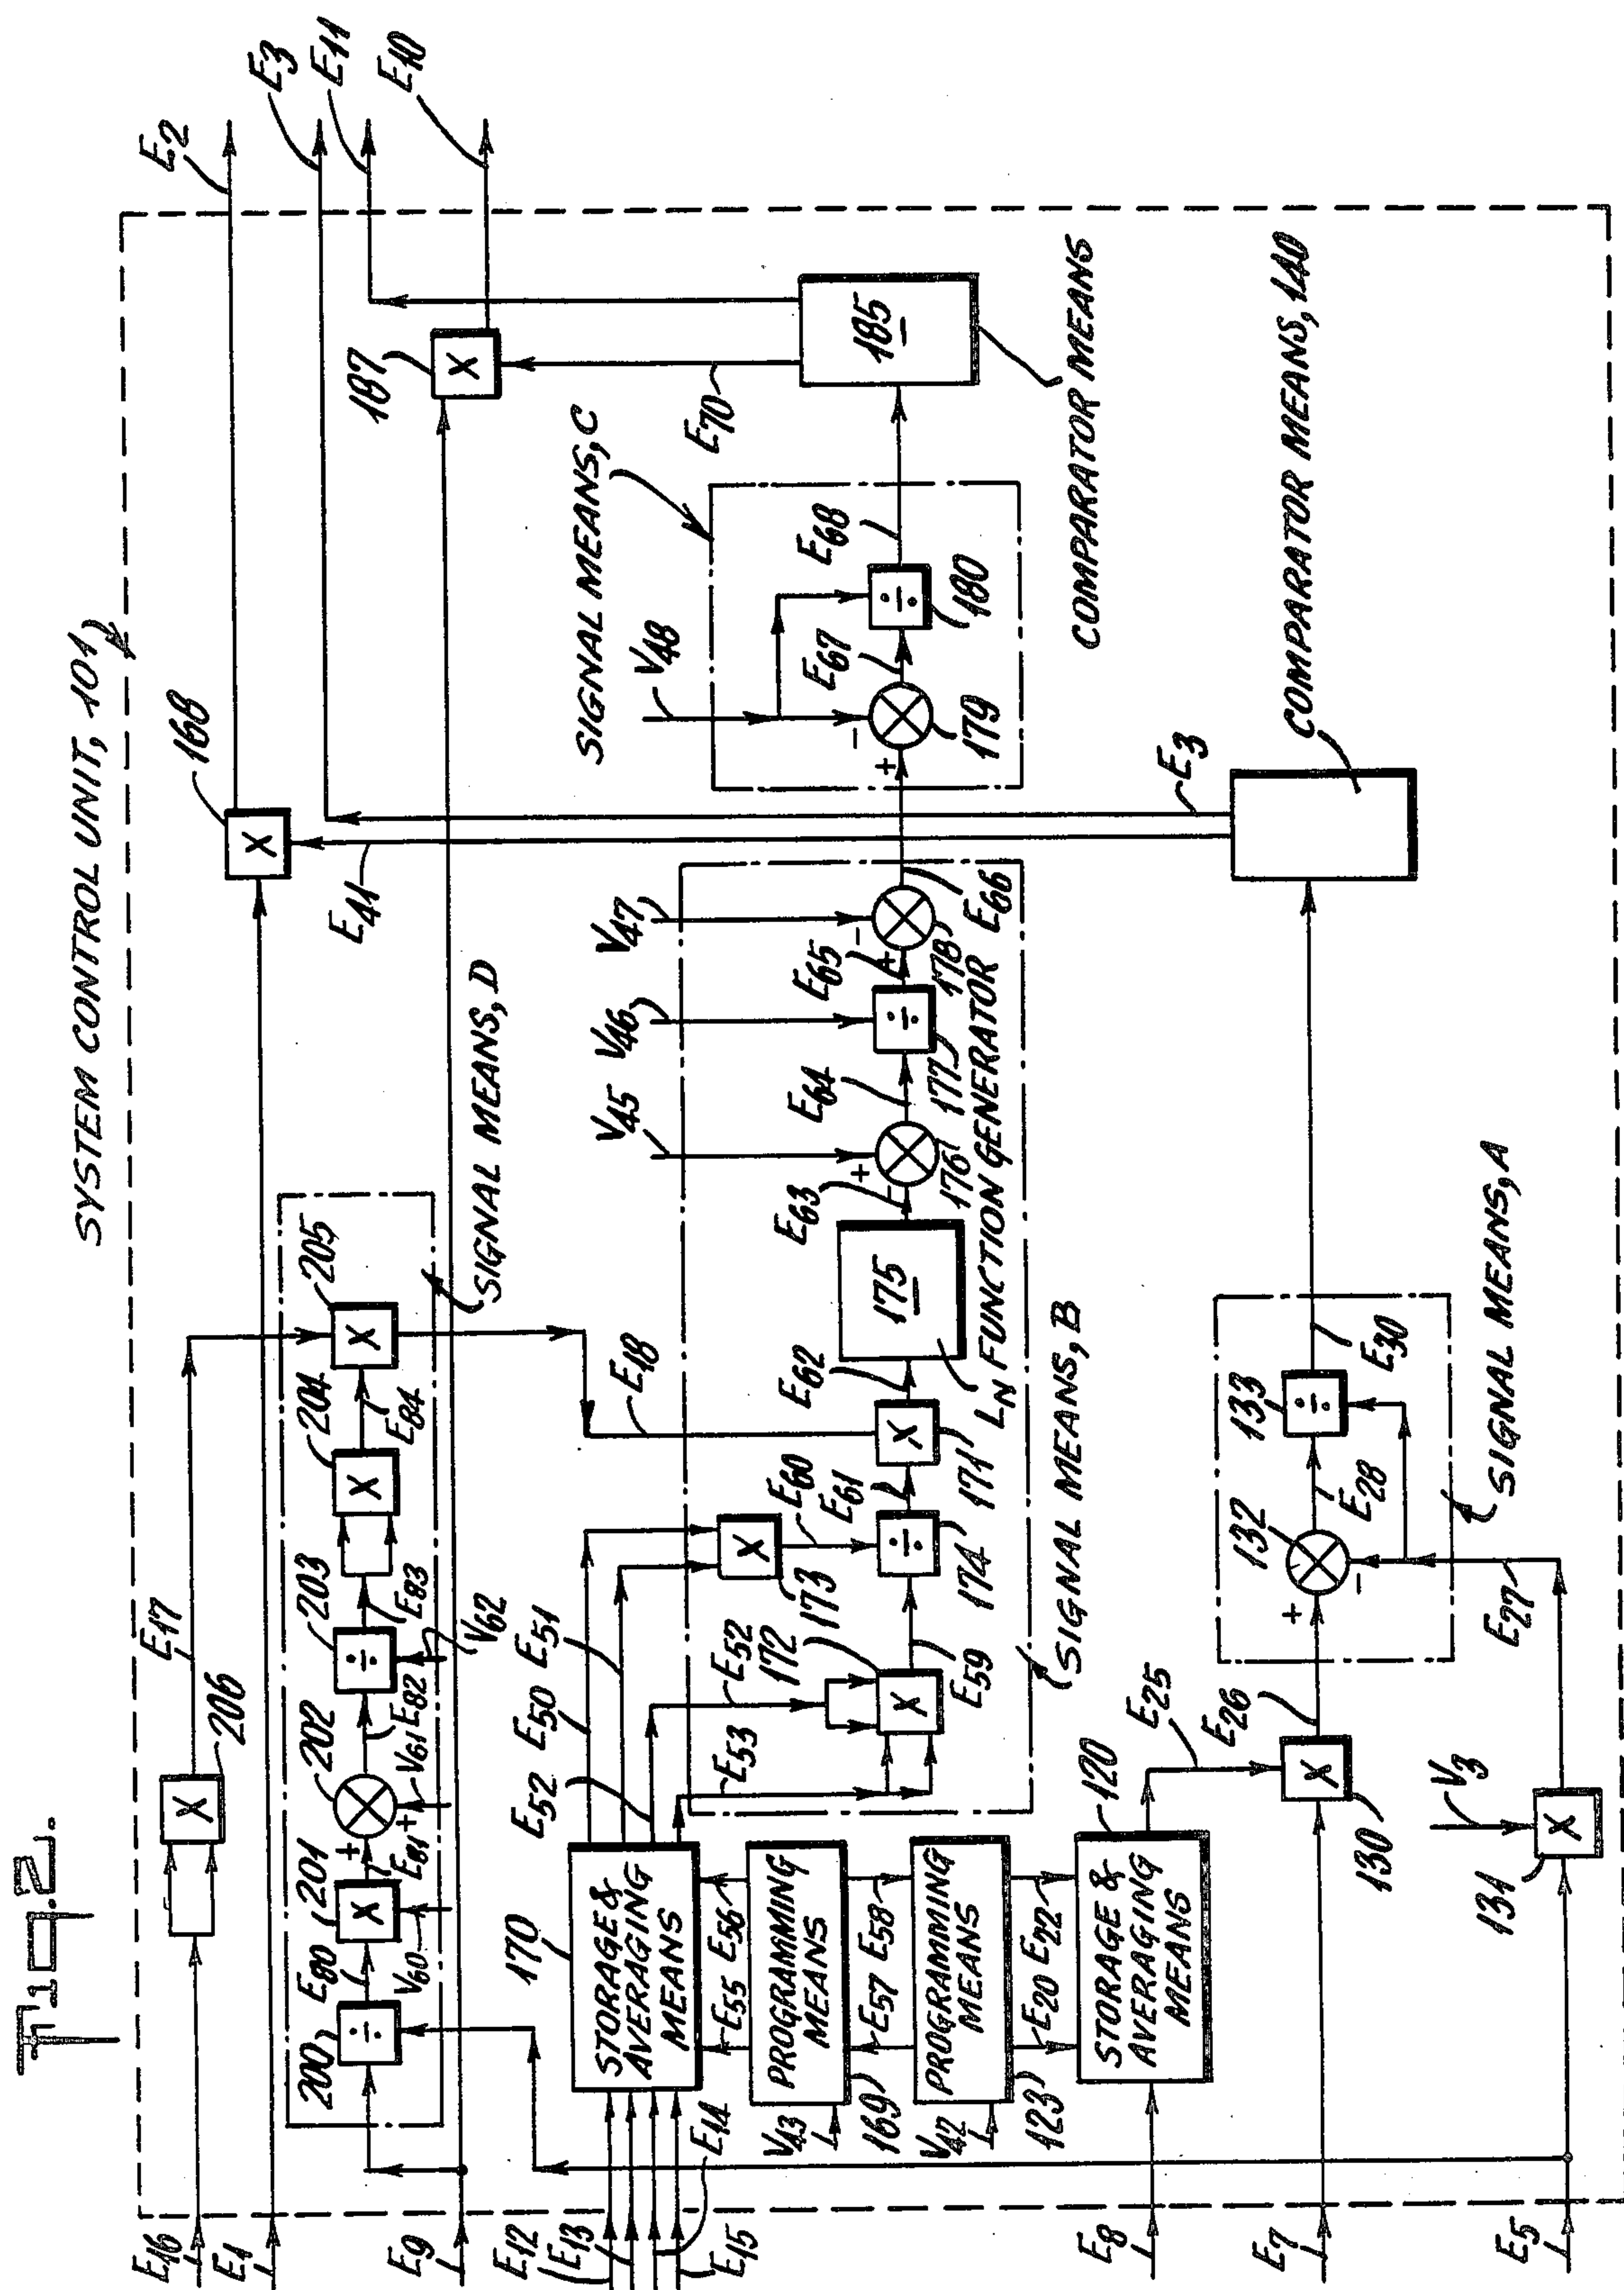 Fig.2.
SYSTEM CONTROL UNIT, 101
E16
E1
E9
E12
E13
E14
E15
E8
E7
E5
206
E17
168
E2
E3
E11
E10
200
E80
201
V60
E81
202
V61
E82
203
V62
E83
204
E84
205
SIGNAL MEANS, D
E41
187
E70
170
STORAGE &
AVERAGING
MEANS
E50
E51
E52
E53
E52
172
E59
173
E60
E61
174
171
E18
E62
175
LN FUNCTION GENERATOR
E63
V45
176
E64
V46
177
E65
V47
178
E66
SIGNAL MEANS, B
SIGNAL MEANS, C
V48
179
E67
180
E68
185
COMPARATOR MEANS
E55
E56
PROGRAMMING
MEANS
V43
169
E57
E58
PROGRAMMING
MEANS
V42
123
E20
E22
STORAGE &
AVERAGING
MEANS
120
E25
130
E26
V3
131
E27
132
E28
133
E30
SIGNAL MEANS, A
E3
COMPARATOR MEANS, 140